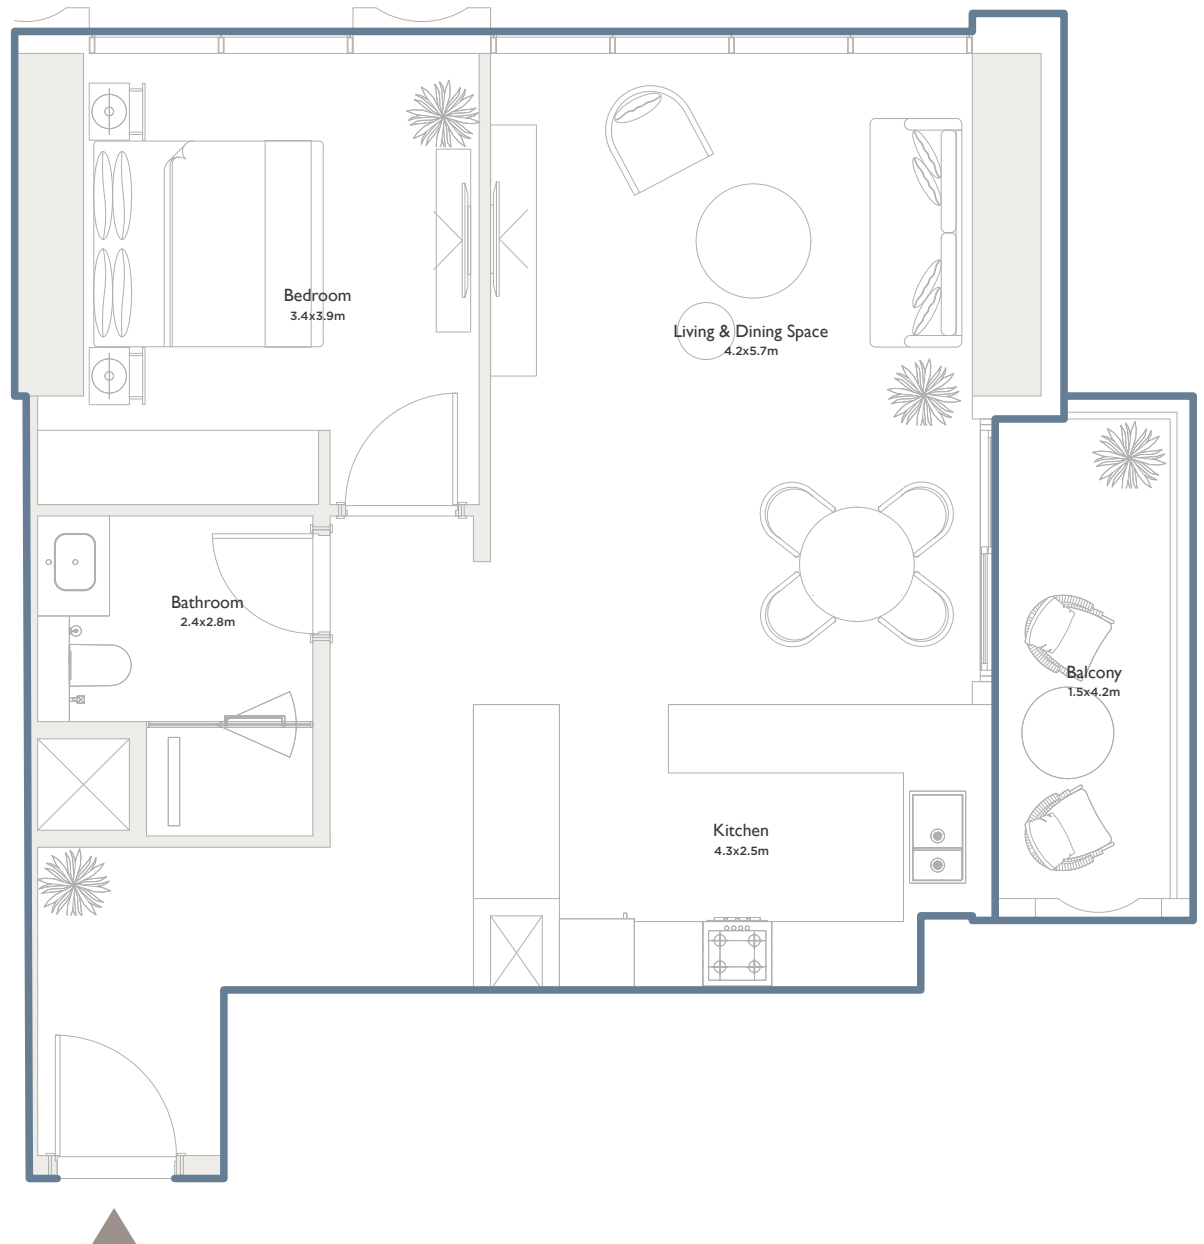 Bedroom
3.4x3.9m
Living & Dining Space
4.2x5.7m
Bathroom
2.4x2.8m
Balcony
1.5x4.2m
Kitchen
4.3x2.5m